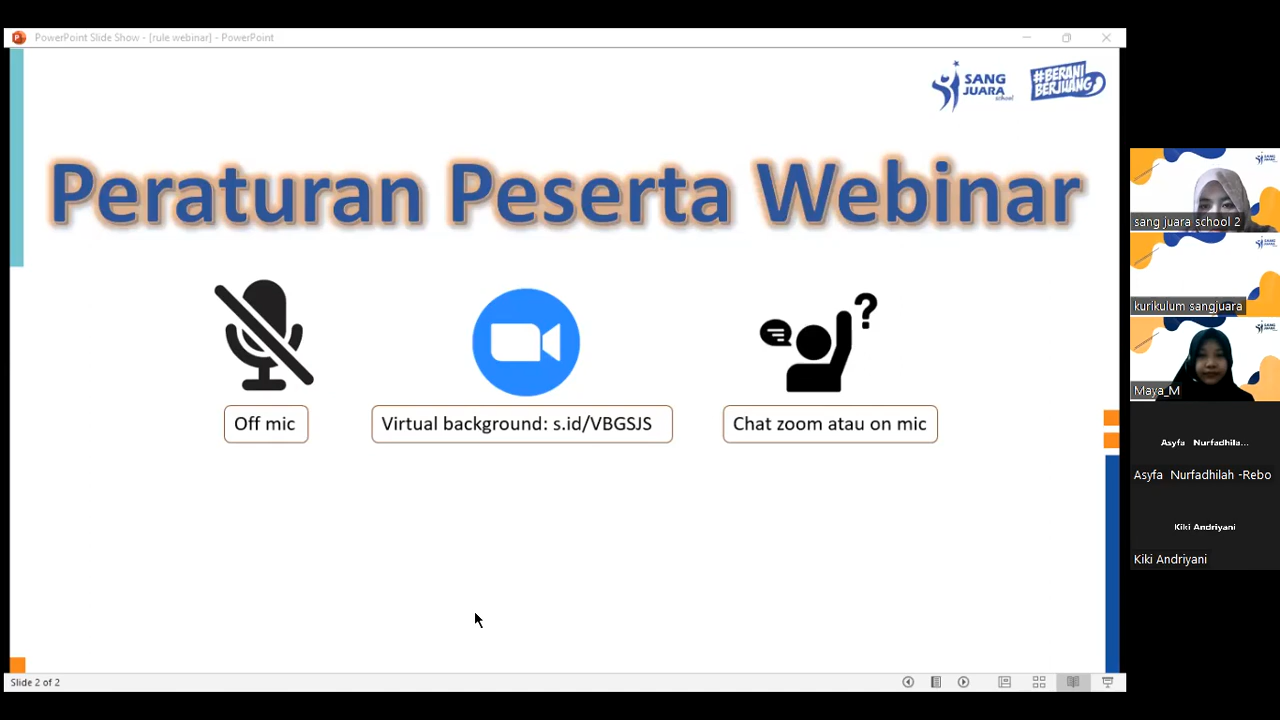 PowerPoint Slide Show - [rule webinar] - PowerPoint
SANG
JUARA
school
#BERANI
BERJUANG
Peraturan Peserta Webinar
Off mic
Virtual background: s.id/VBGSJS
Chat zoom atau on mic
?
Slide 2 of 2
sang juara school 2
kurikulum sangjuara
Maya_M
Asyfa Nurfadhila...
Asyfa Nurfadhilah -Rebo
Kiki Andriyani
Kiki Andriyani